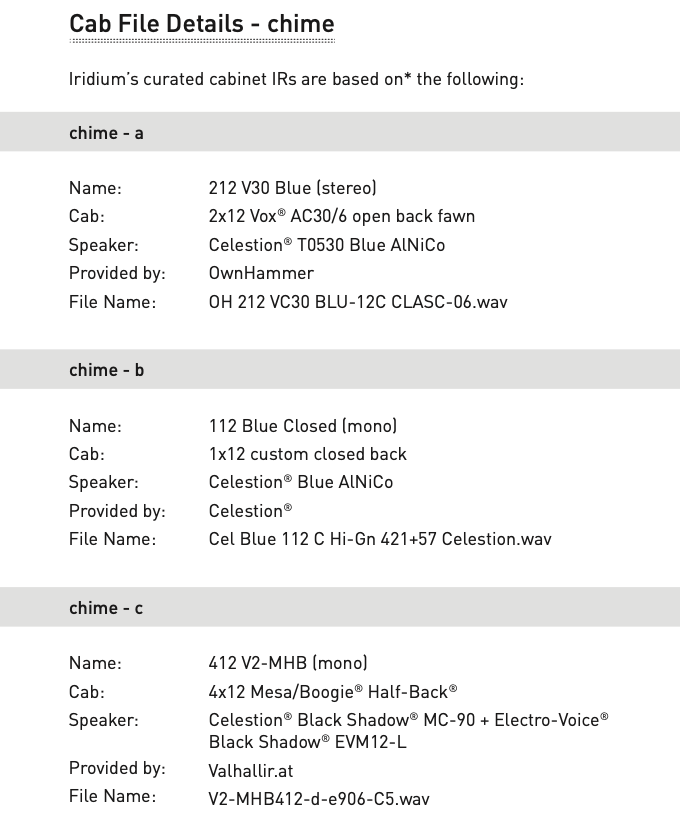 Cab File Details - chime
Iridium’s curated cabinet IRs are based on* the following:
chime - a
Name: 212 V30 Blue (stereo)
Cab: 2x12 Vox® AC30/6 open back fawn
Speaker: Celestion® T0530 Blue AlNiCo
Provided by: OwnHammer
File Name: OH 212 VC30 BLU-12C CLASC-06.wav
chime - b
Name: 112 Blue Closed (mono)
Cab: 1x12 custom closed back
Speaker: Celestion® Blue AlNiCo
Provided by: Celestion®
File Name: Cel Blue 112 C Hi-Gn 421+57 Celestion.wav
chime - c
Name: 412 V2-MHB (mono)
Cab: 4x12 Mesa/Boogie® Half-Back®
Speaker: Celestion® Black Shadow® MC-90 + Electro-Voice®
Black Shadow® EVM12-L
Provided by: Valhallir.at
File Name: V2-MHB412-d-e906-C5.wav